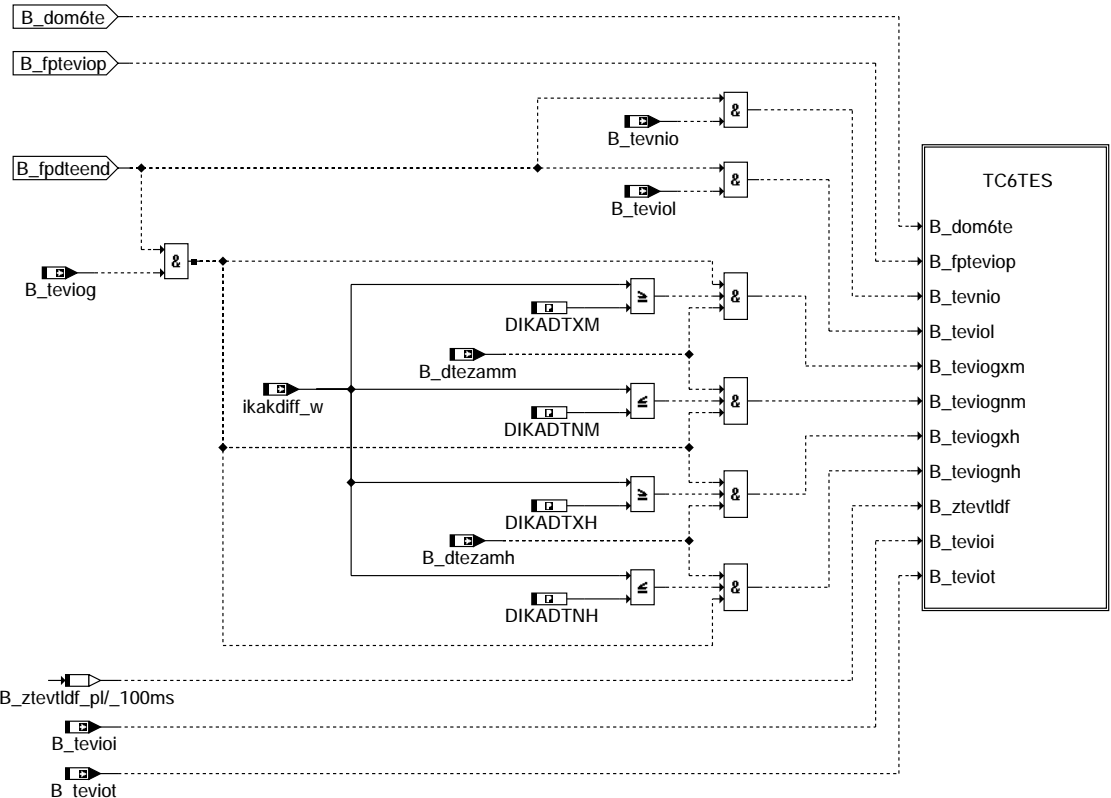 B_dom6te
B_fpteviop
&
B_tevnio
B_fpdteend
&
B_teviol
TC6TES
B_dom6te
B_fpteviop
B_tevnio
B_teviol
B_teviogxm
B_teviognm
B_teviogxh
B_teviognh
B_ztevtldf
B_tevioi
B_teviot
&
B_teviog
≥
&
DIKADTXM
B_dtezamm
ikakdiff_w
≤
&
DIKADTNM
≥
&
DIKADTXH
B_dtezamh
≤
&
DIKADTNH
B_ztevtldf_pl/_100ms
B_tevioi
B_teviot